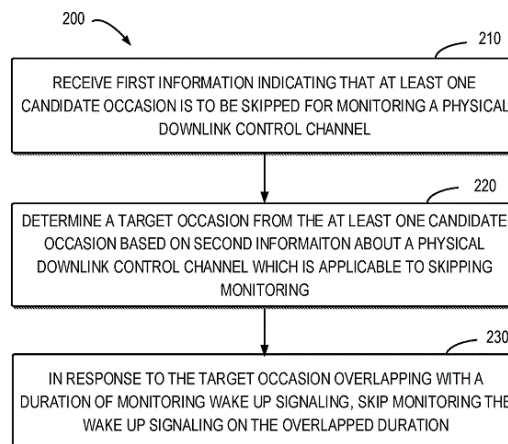 200
210
RECEIVE FIRST INFORMATION INDICATING THAT AT LEAST ONE
CANDIDATE OCCASION IS TO BE SKIPPED FOR MONITORING A PHYSICAL
DOWNLINK CONTROL CHANNEL
220
DETERMINE A TARGET OCCASION FROM THE AT LEAST ONE CANDIDATE
OCCASION BASED ON SECOND INFORMAITON ABOUT A PHYSICAL
DOWNLINK CONTROL CHANNEL WHICH IS APPLICABLE TO SKIPPING
MONITORING
230
IN RESPONSE TO THE TARGET OCCASION OVERLAPPING WITH A
DURATION OF MONITORING WAKE UP SIGNALING, SKIP MONITORING THE
WAKE UP SIGNALING ON THE OVERLAPPED DURATION